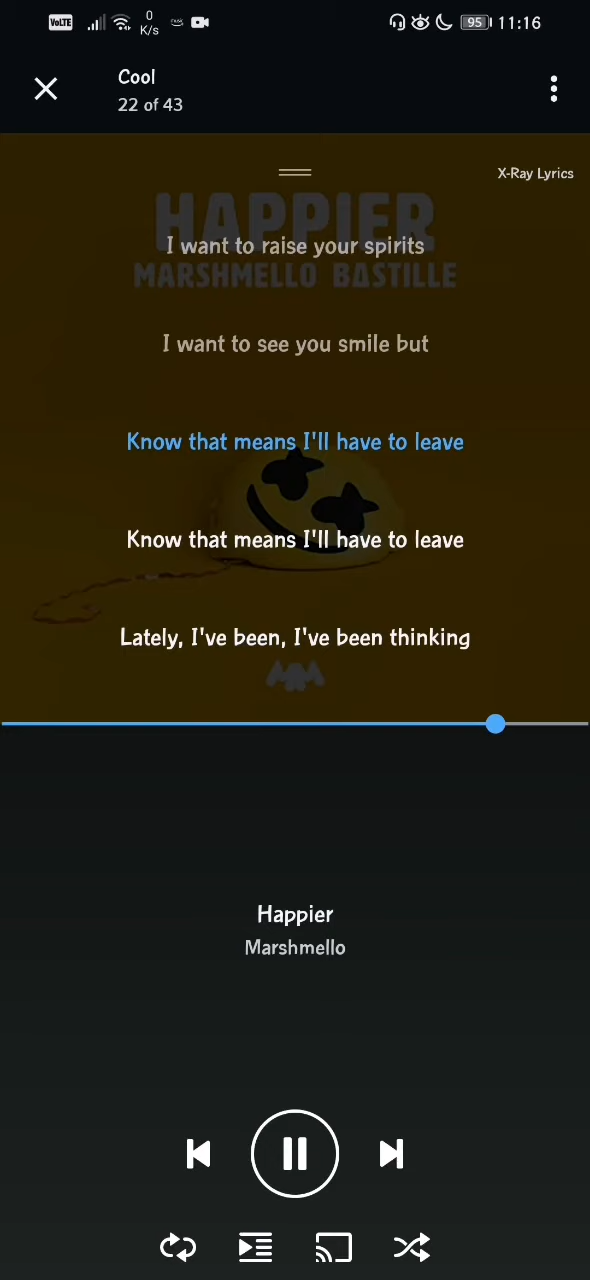 VoLTE
0
K/s
95
11:16
Cool
22 of 43
X-Ray Lyrics
HAPPIER
I want to raise your spirits
MARSHMELLO BASTILLE
I want to see you smile but
Know that means I'll have to leave
Know that means I'll have to leave
Lately, I've been, I've been thinking
Happier
Marshmello